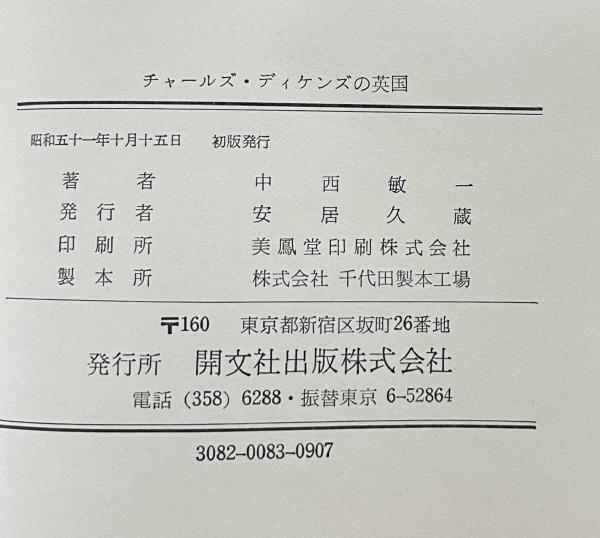 チャールズ・ディケンズの英国
昭和五十一年十月十五日 初版発行
著者 中西敏一
発行者 安居久蔵
印刷所 美鳳堂印刷株式会社
製本所 株式会社 千代田製本工場
〒160 東京都新宿区坂町26番地
発行所 開文社出版株式会社
電話 (358) 6288・振替東京 6-52864
3082-0083-0907